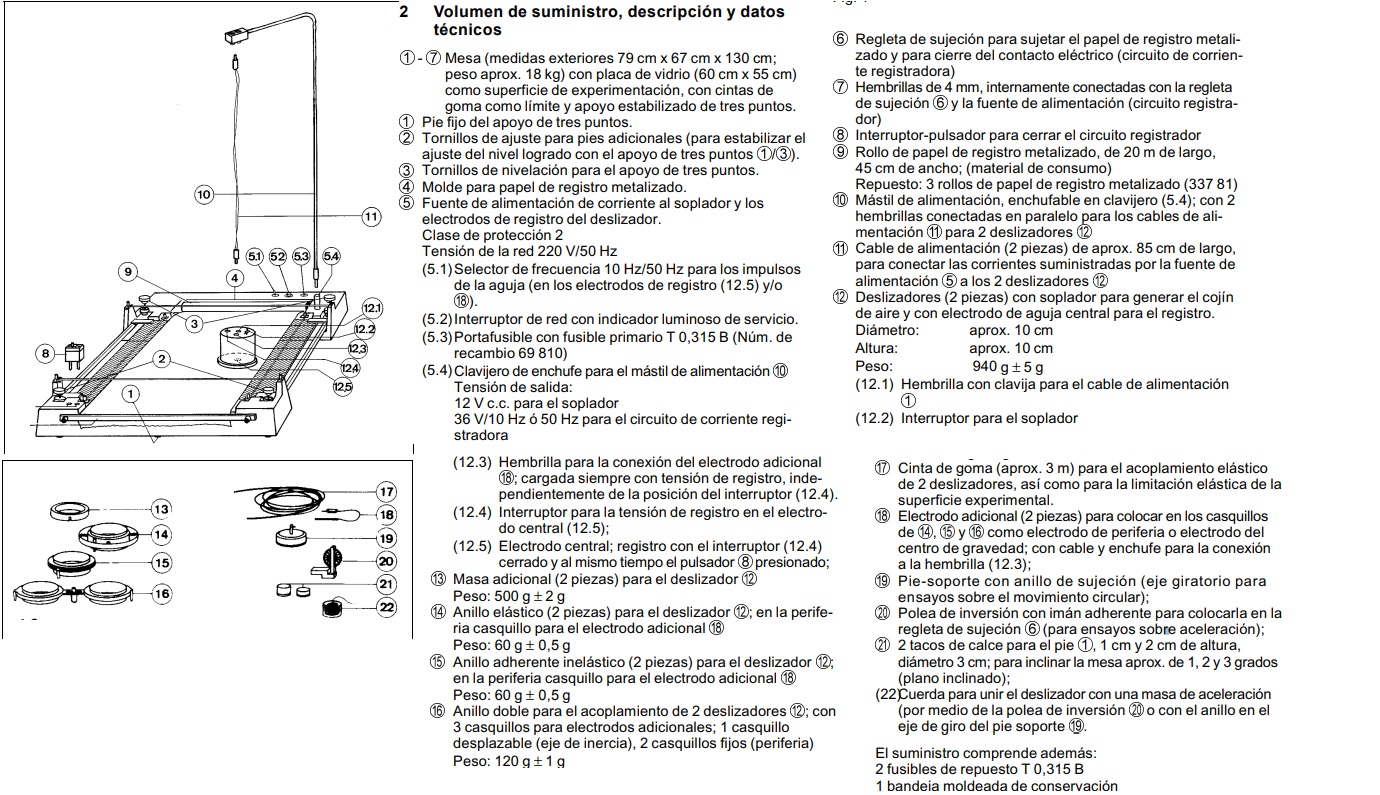 2 Volumen de suministro, descripción y datos
técnicos
①-⑦ Mesa (medidas exteriores 79 cm x 67 cm x 130 cm;
peso aprox. 18 kg) con placa de vidrio (60 cm x 55 cm)
como superficie de experimentación, con cintas de
goma como límite y apoyo estabilizado de tres puntos.
① Pie fijo del apoyo de tres puntos.
② Tornillos de ajuste para pies adicionales (para estabilizar el
ajuste del nivel logrado con el apoyo de tres puntos ①/③).
③ Tornillos de nivelación para el apoyo de tres puntos.
④ Molde para papel de registro metalizado.
⑤ Fuente de alimentación de corriente al soplador y los
electrodos de registro del deslizador.
Clase de protección 2
Tensión de la red 220 V/50 Hz
(5.1) Selector de frecuencia 10 Hz/50 Hz para los impulsos
de la aguja (en los electrodos de registro (12.5) y/o
⑱).
(5.2) Interruptor de red con indicador luminoso de servicio.
(5.3) Portafusible con fusible primario T 0,315 B (Núm. de
recambio 69 810)
(5.4) Clavijero de enchufe para el mástil de alimentación ⑩
Tensión de salida:
12 V c.c. para el soplador
36 V/10 Hz ó 50 Hz para el circuito de corriente regi-
stradora
⑥ Regleta de sujeción para sujetar el papel de registro metali-
zado y para cierre del contacto eléctrico (circuito de corrien-
te registradora)
⑦ Hembrillas de 4 mm, internamente conectadas con la regleta
de sujeción ⑥ y la fuente de alimentación (circuito registra-
dor)
⑧ Interruptor-pulsador para cerrar el circuito registrador
⑨ Rollo de papel de registro metalizado, de 20 m de largo,
45 cm de ancho; (material de consumo)
Repuesto: 3 rollos de papel de registro metalizado (337 81)
⑩ Mástil de alimentación, enchufable en clavijero (5.4); con 2
hembrillas conectadas en paralelo para los cables de ali-
mentación ⑪ para 2 deslizadores ⑫
⑪ Cable de alimentación (2 piezas) de aprox. 85 cm de largo,
para conectar las corrientes suministradas por la fuente de
alimentación ⑤ a los 2 deslizadores ⑫
⑫ Deslizadores (2 piezas) con soplador para generar el cojín
de aire y con electrodo de aguja central para el registro.
Diámetro: aprox. 10 cm
Altura: aprox. 10 cm
Peso: 940 g ± 5 g
(12.1) Hembrilla con clavija para el cable de alimentación
①
(12.2) Interruptor para el soplador
(12.3) Hembrilla para la conexión del electrodo adicional
⑱; cargada siempre con tensión de registro, inde-
pendientemente de la posición del interruptor (12.4).
(12.4) Interruptor para la tensión de registro en el electro-
do central (12.5);
(12.5) Electrodo central; registro con el interruptor (12.4)
cerrado y al mismo tiempo el pulsador ⑧ presionado;
⑬ Masa adicional (2 piezas) para el deslizador ⑫
Peso: 500 g ± 2 g
⑭ Anillo elástico (2 piezas) para el deslizador ⑫; en la perife-
ria casquillo para el electrodo adicional ⑱
Peso: 60 g ± 0,5 g
⑮ Anillo adherente inelástico (2 piezas) para el deslizador ⑫;
en la periferia casquillo para el electrodo adicional ⑱
Peso: 60 g ± 0,5 g
⑯ Anillo doble para el acoplamiento de 2 deslizadores ⑫; con
3 casquillos para electrodos adicionales; 1 casquillo
desplazable (eje de inercia), 2 casquillos fijos (periferia)
Peso: 120 g ± 1 g
⑰ Cinta de goma (aprox. 3 m) para el acoplamiento elástico
de 2 deslizadores, así como para la limitación elástica de la
superficie experimental.
⑱ Electrodo adicional (2 piezas) para colocar en los casquillos
de ⑭, ⑮ y ⑯ como electrodo de periferia o electrodo del
centro de gravedad; con cable y enchufe para la conexión
a la hembrilla (12.3);
⑲ Pie-soporte con anillo de sujeción (eje giratorio para
ensayos sobre el movimiento circular);
⑳ Polea de inversión con imán adherente para colocarla en la
regleta de sujeción ⑥ (para ensayos sobre aceleración);
㉑ 2 tacos de calce para el pie ①, 1 cm y 2 cm de altura,
diámetro 3 cm; para inclinar la mesa aprox. de 1, 2 y 3 grados
(plano inclinado);
(22) Cuerda para unir el deslizador con una masa de aceleración
(por medio de la polea de inversión ⑳ o con el anillo en el
eje de giro del pie soporte ⑲.
El suministro comprende además:
2 fusibles de repuesto T 0,315 B
1 bandeja moldeada de conservación
10
11
5.1 5.2 5.3 5.4
9
4
3
12.1
12.2
12.3
12.4
12.5
8
2
1
13
14
15
16
17
18
19
20
21
22